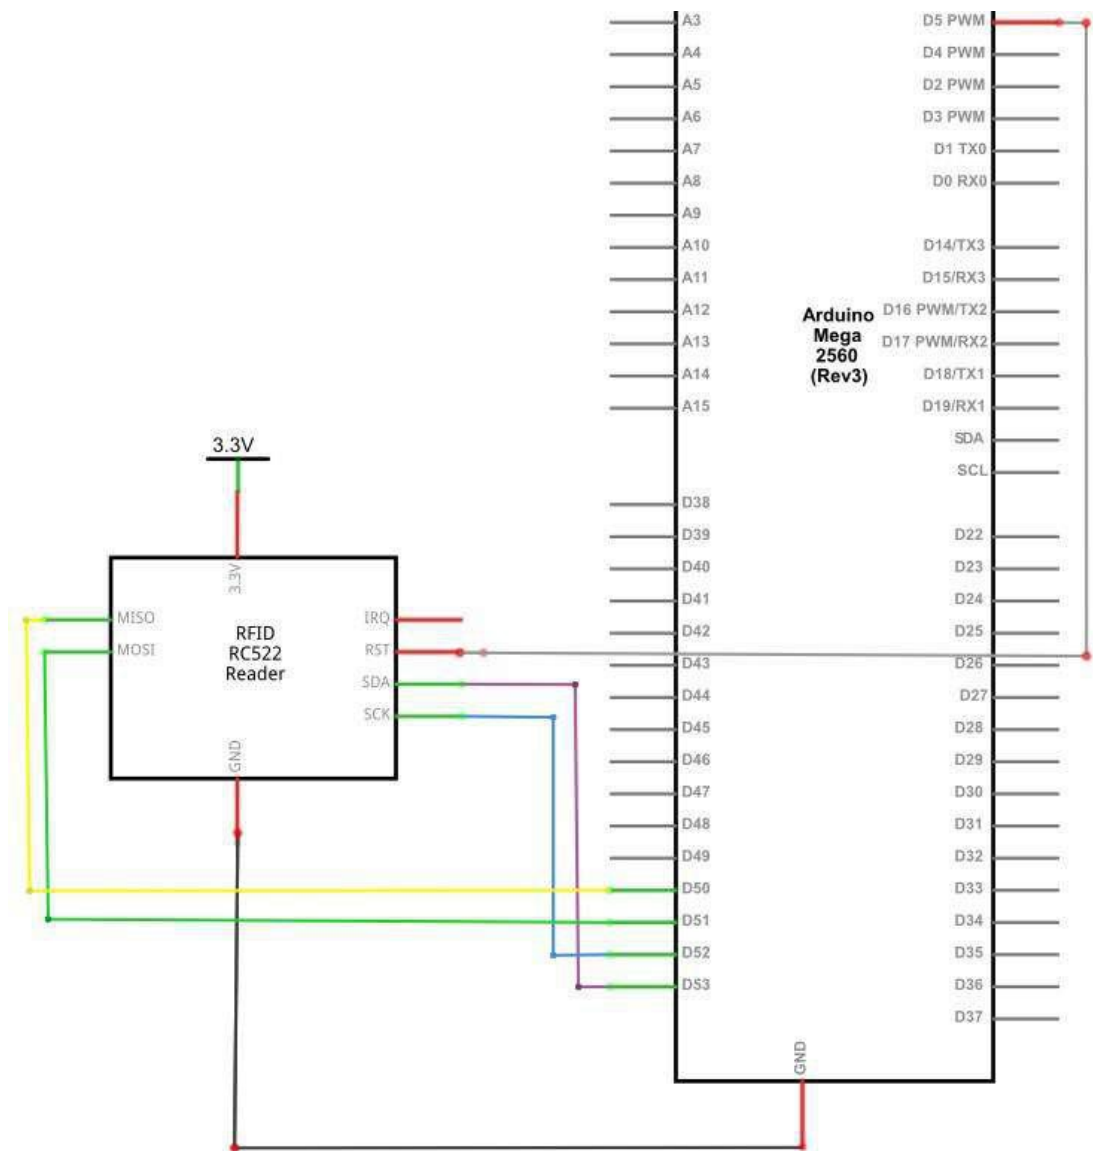 A3
A4
A5
A6
A7
A8
A9
A10
A11
A12
A13
A14
A15
D38
D39
D40
D41
D42
D43
D44
D45
D46
D47
D48
D49
D50
D51
D52
D53
D5 PWM
D4 PWM
D2 PWM
D3 PWM
D1 TX0
D0 RX0
D14/TX3
D15/RX3
D16 PWM/TX2
D17 PWM/RX2
D18/TX1
D19/RX1
SDA
SCL
D22
D23
D24
D25
D26
D27
D28
D29
D30
D31
D32
D33
D34
D35
D36
D37
Arduino
Mega
2560
(Rev3)
GND
3.3V
3.3V
MISO
MOSI
RFID
RC522
Reader
IRQ
RST
SDA
SCK
GND